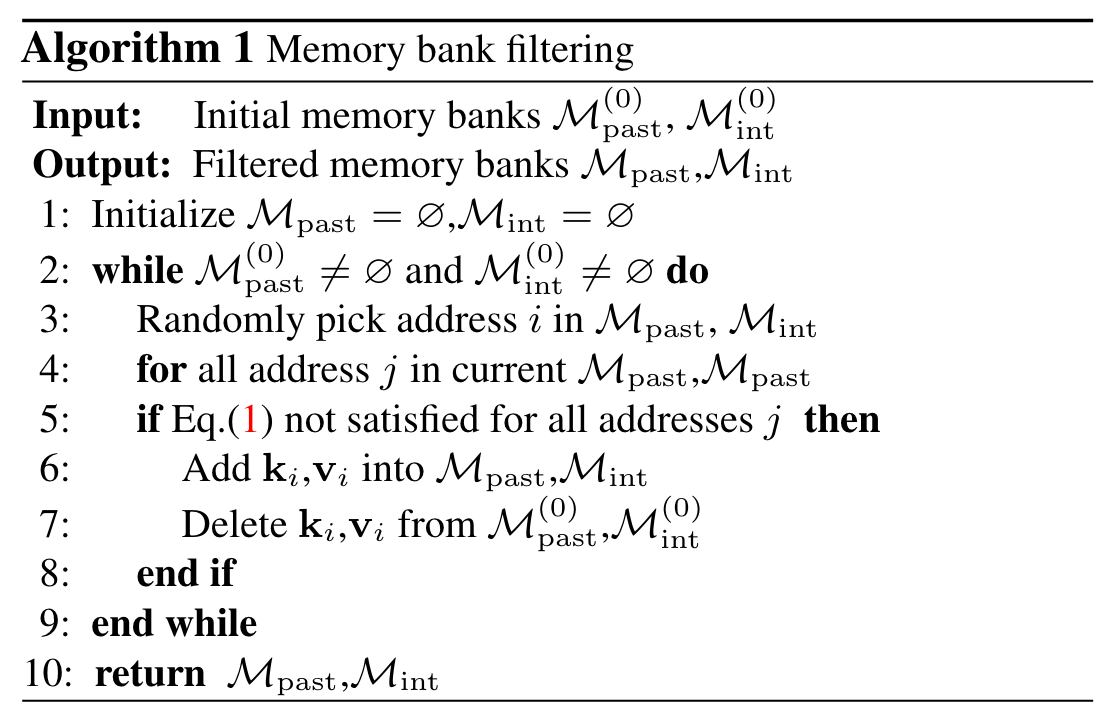 Algorithm 1 Memory bank filtering
Input: Initial memory banks $\mathcal{M}_{\text{past}}^{(0)}$, $\mathcal{M}_{\text{int}}^{(0)}$
Output: Filtered memory banks $\mathcal{M}_{\text{past}}$,$\mathcal{M}_{\text{int}}$
1: Initialize $\mathcal{M}_{\text{past}} = \varnothing$,$\mathcal{M}_{\text{int}} = \varnothing$
2: while $\mathcal{M}_{\text{past}}^{(0)} \neq \varnothing$ and $\mathcal{M}_{\text{int}}^{(0)} \neq \varnothing$ do
3: Randomly pick address $i$ in $\mathcal{M}_{\text{past}}$, $\mathcal{M}_{\text{int}}$
4: for all address $j$ in current $\mathcal{M}_{\text{past}}$,$\mathcal{M}_{\text{past}}$
5: if Eq.(1) not satisfied for all addresses $j$ then
6: Add $\mathbf{k}_i$,$\mathbf{v}_i$ into $\mathcal{M}_{\text{past}}$,$\mathcal{M}_{\text{int}}$
7: Delete $\mathbf{k}_i$,$\mathbf{v}_i$ from $\mathcal{M}_{\text{past}}^{(0)}$,$\mathcal{M}_{\text{int}}^{(0)}$
8: end if
9: end while
10: return $\mathcal{M}_{\text{past}}$,$\mathcal{M}_{\text{int}}$